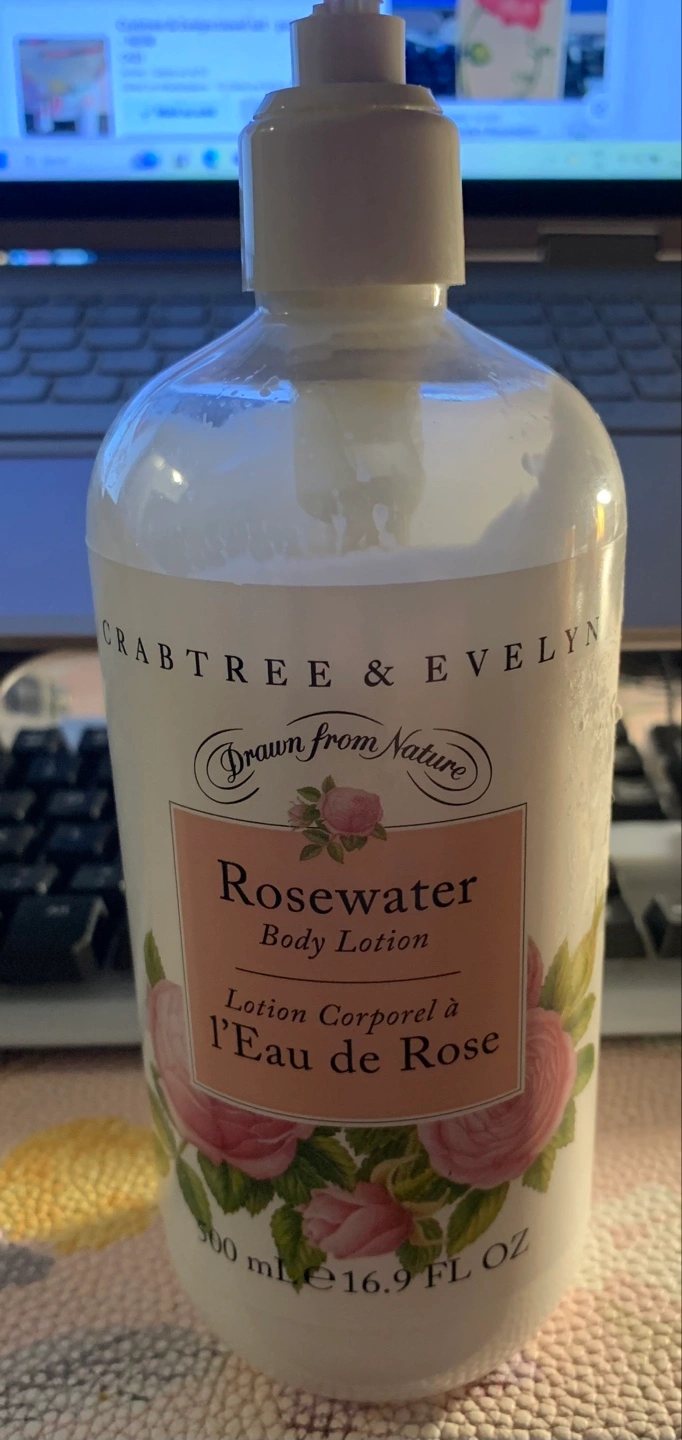 CRABTREE & EVELYN
Drawn from Nature
Rosewater
Body Lotion
Lotion Corporel à
l'Eau de Rose
500 mL ℮ 16.9 FL OZ